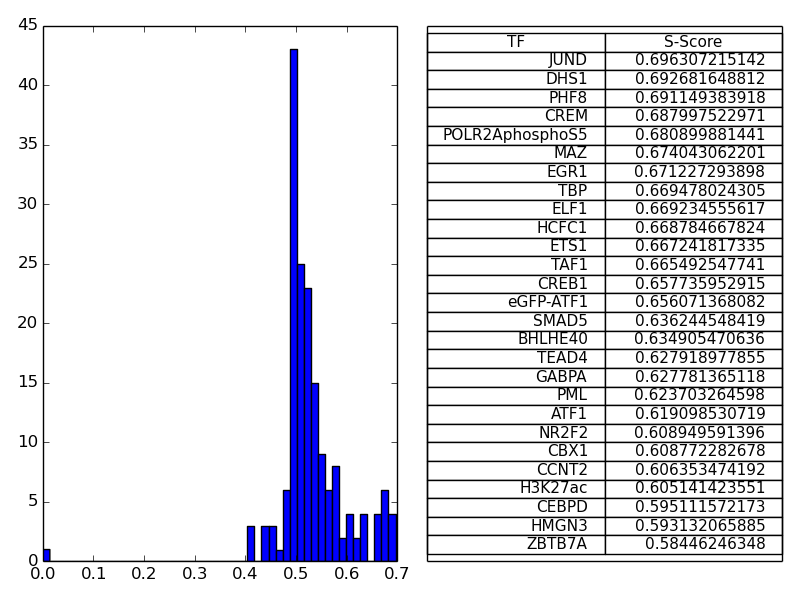 45
40
35
30
25
20
15
10
5
0
0.0 0.1 0.2 0.3 0.4 0.5 0.6 0.7
TF S-Score
JUND 0.696307215142
DHS1 0.692681648812
PHF8 0.691149383918
CREM 0.687997522971
POLR2AphosphoS5 0.680899881441
MAZ 0.674043062201
EGR1 0.671227293898
TBP 0.669478024305
ELF1 0.669234555617
HCFC1 0.668784667824
ETS1 0.667241817335
TAF1 0.665492547741
CREB1 0.657735952915
eGFP-ATF1 0.656071368082
SMAD5 0.636244548419
BHLHE40 0.634905470636
TEAD4 0.627918977855
GABPA 0.627781365118
PML 0.623703264598
ATF1 0.619098530719
NR2F2 0.608949591396
CBX1 0.608772282678
CCNT2 0.606353474192
H3K27ac 0.605141423551
CEBPD 0.595111572173
HMGN3 0.593132065885
ZBTB7A 0.58446246348